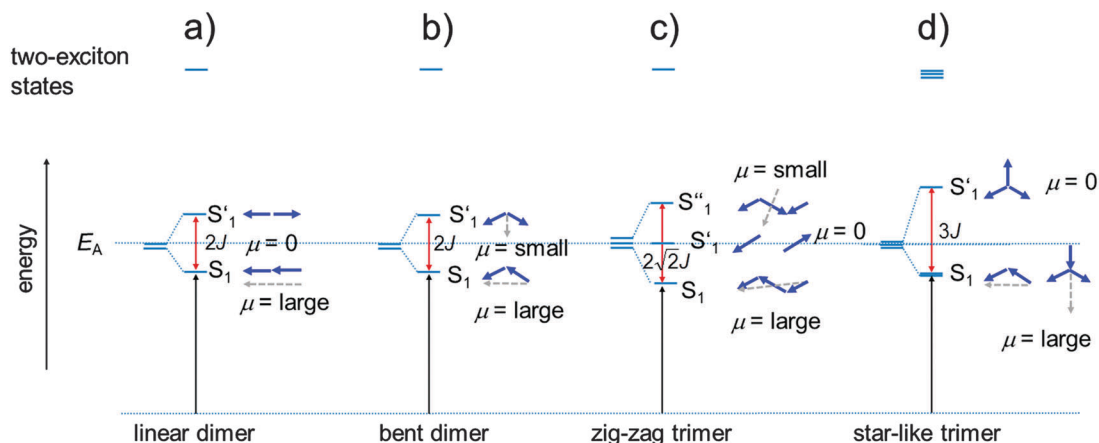 a) b) c) d)
two-exciton
states
energy
E_A
S‘₁
2J
μ = 0
S₁
μ = large
linear dimer
S‘₁
2J
μ = small
S₁
μ = large
bent dimer
μ = small
S“₁
S‘₁
μ = 0
2√2J
S₁
μ = large
zig-zag trimer
S‘₁
μ = 0
3J
S₁
μ = large
star-like trimer